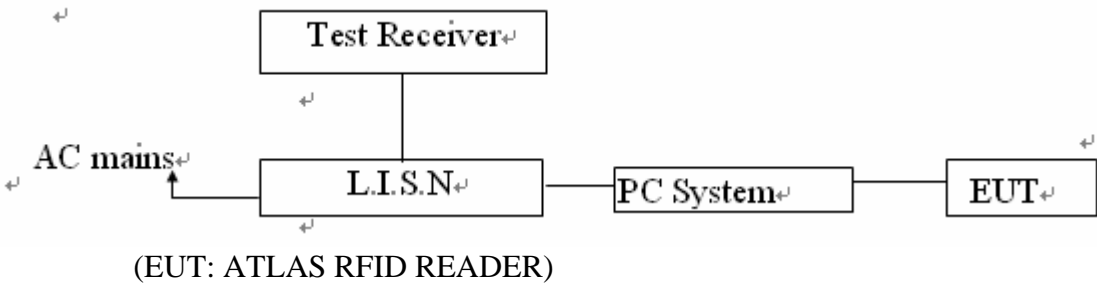 Test Receiver↵
AC mains↵
L.I.S.N↵
PC System↵
EUT↵
(EUT: ATLAS RFID READER)